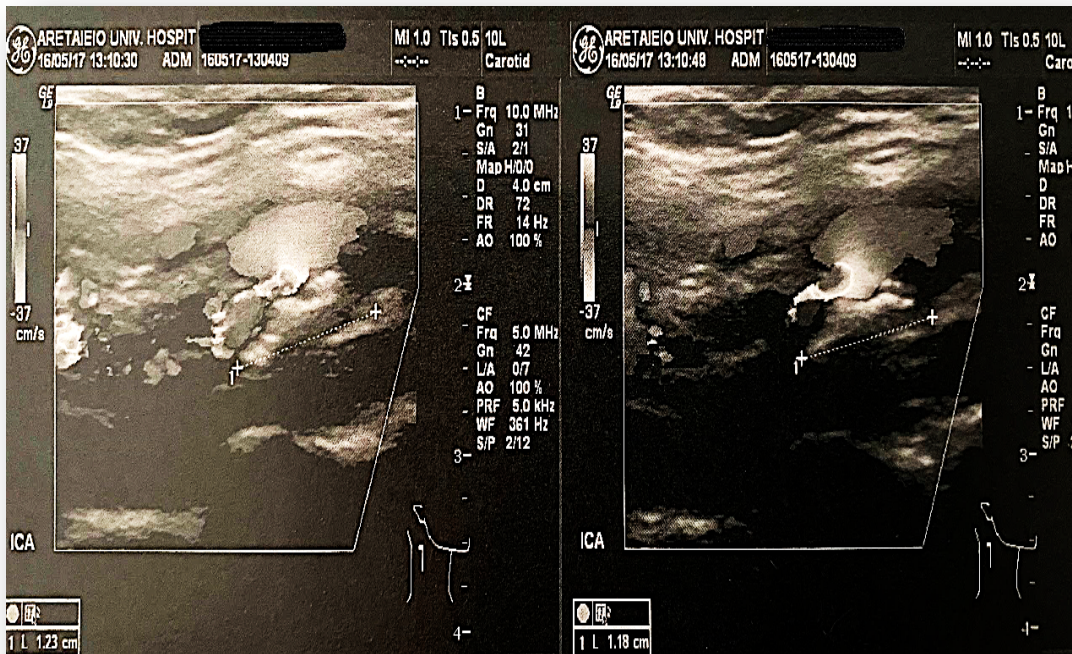 ARETAIEIO UNIV. HOSPIT
16/05/17 13:10:30 ADM 160517-130409
MI 1.0 TIs 0.5 10L
--:--:-- Carotid
37
-37
cm/s
B
Frq 10.0 MHz
Gn 31
S/A 2/1
Map H/0/0
D 4.0 cm
DR 72
FR 14 Hz
AO 100 %
CF
Frq 5.0 MHz
Gn 42
L/A 0/7
AO 100 %
PRF 5.0 kHz
WF 361 Hz
S/P 2/12
1-
2-
3-
4-
1
ICA
1 L 1.23 cm
ARETAIEIO UNIV. HOSPIT
16/05/17 13:10:48 ADM 160517-130409
MI 1.0 TIs 0.5 10L
--:--:-- Caro
37
-37
cm/s
B
Frq 1
Gn
S/A
Map H
D
DR
FR
AO
CF
Frq
Gn
L/A
AO
PRF
WF
S/P
1-
2-
3-
1
ICA
1 L 1.18 cm